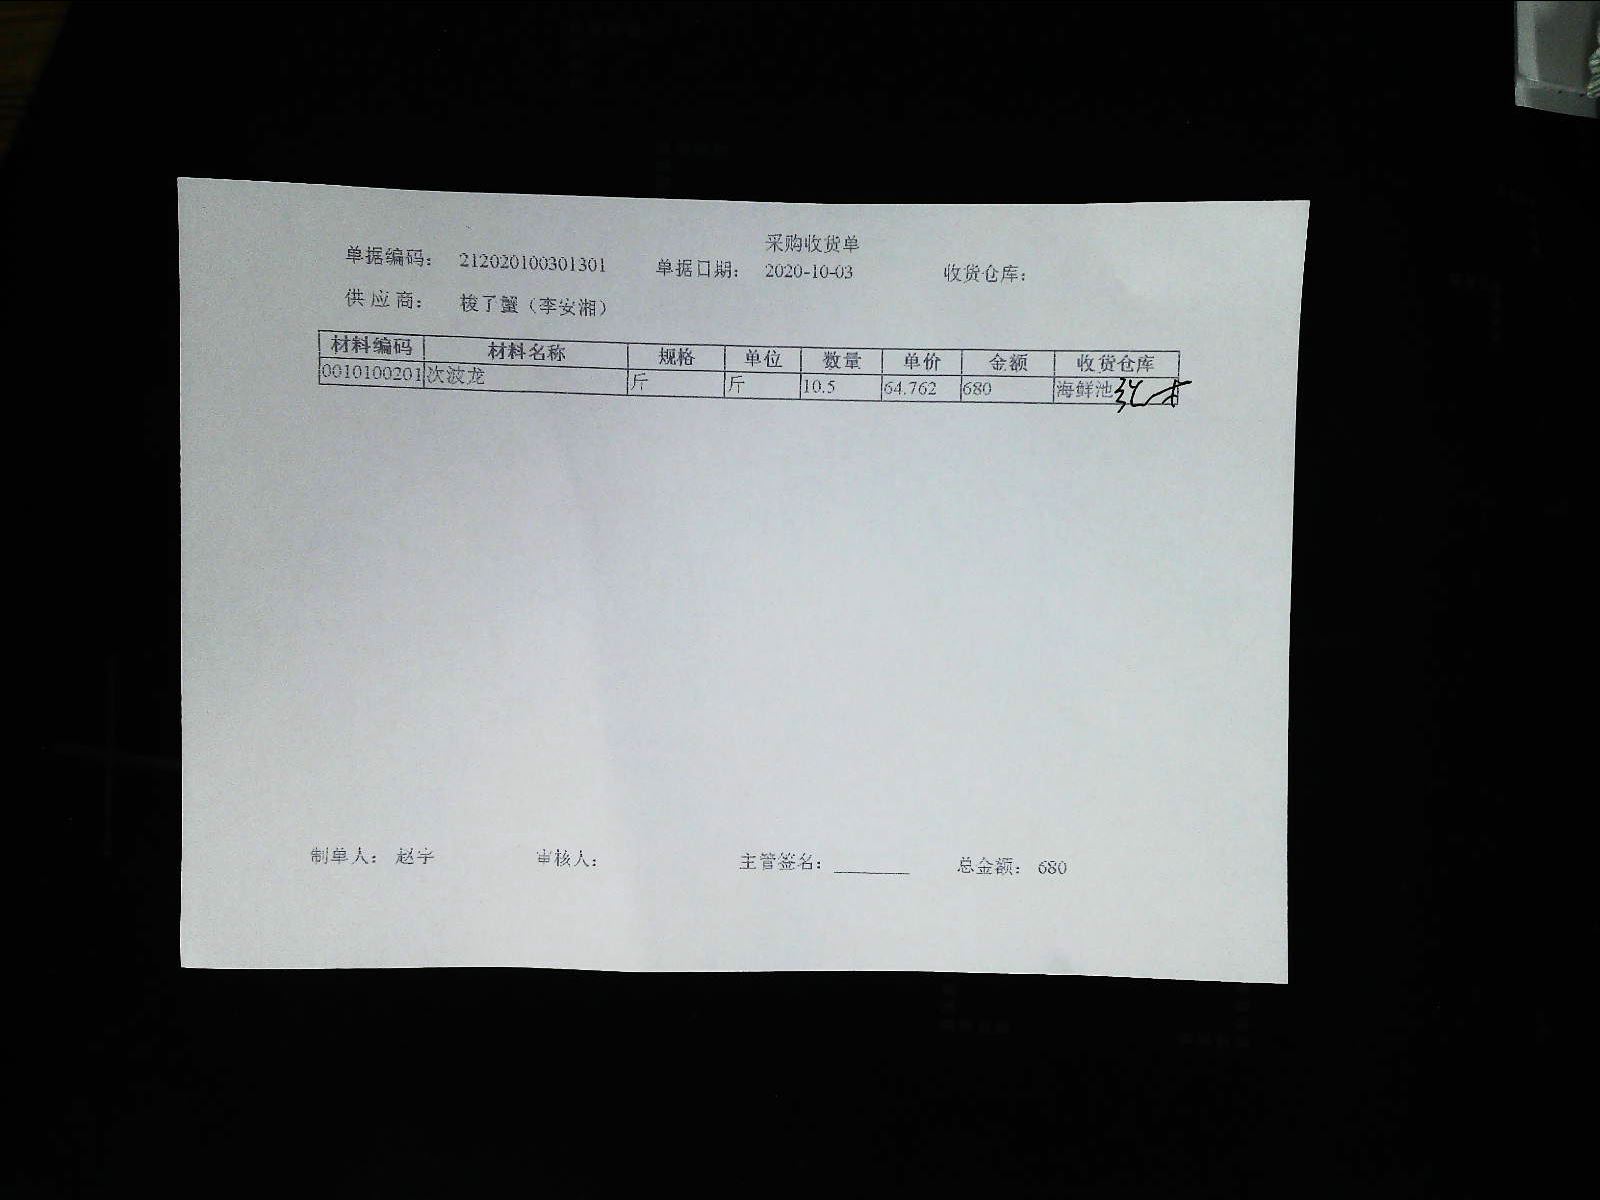 采购收货单
单据编码： 212020100301301 单据日期： 2020-10-03 收货仓库：
供 应 商： 梭了蟹（李安湘）
材料编码 材料名称 规格 单位 数量 单价 金额 收货仓库
0010100201 次波龙 斤 斤 10.5 64.762 680 海鲜池
制单人： 赵宇 审核人： 主管签名：________ 总金额： 680